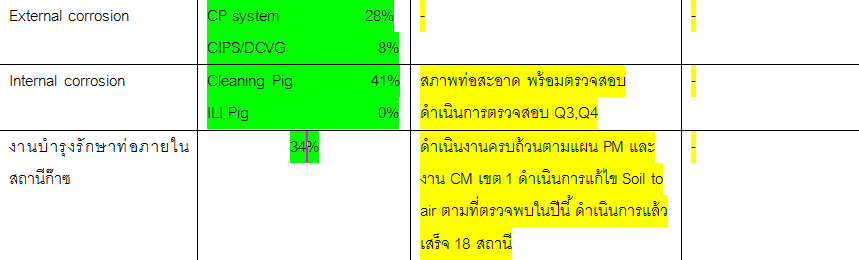 External corrosion CP system 28% - -
CIPS/DCVG 8%
Internal corrosion Cleaning Pig 41% สภาพท่อสะอาด พร้อมตรวจสอบ -
ILI Pig 0% ดำเนินการตรวจสอบ Q3,Q4
งานบำรุงรักษาท่อภายใน 34% ดำเนินงานครบถ้วนตามแผน PM และ -
สถานีก๊าซ งาน CM เขต 1 ดำเนินการแก้ไข Soil to
air ตามที่ตรวจพบในปีนี้ ดำเนินการแล้ว
เสร็จ 18 สถานี